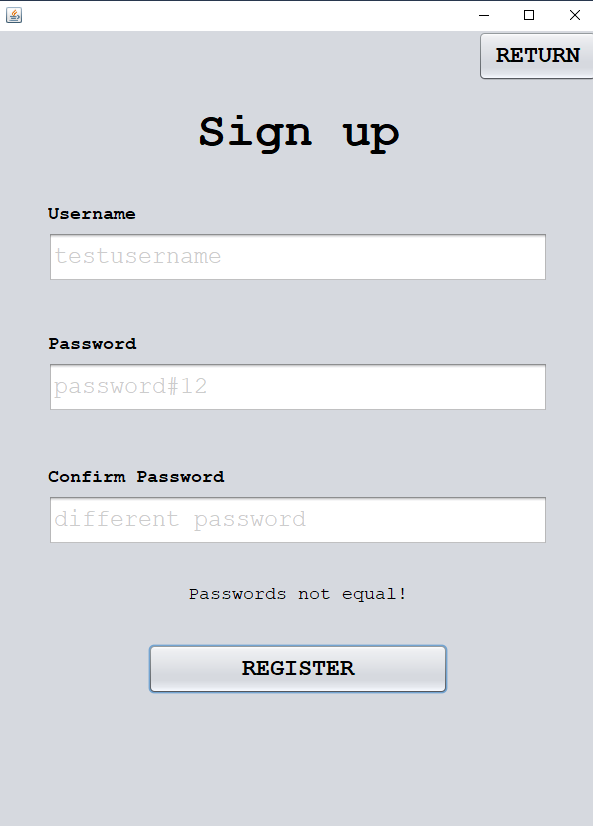 RETURN
Sign up
Username
testusername
Password
password#12
Confirm Password
different password
Passwords not equal!
REGISTER